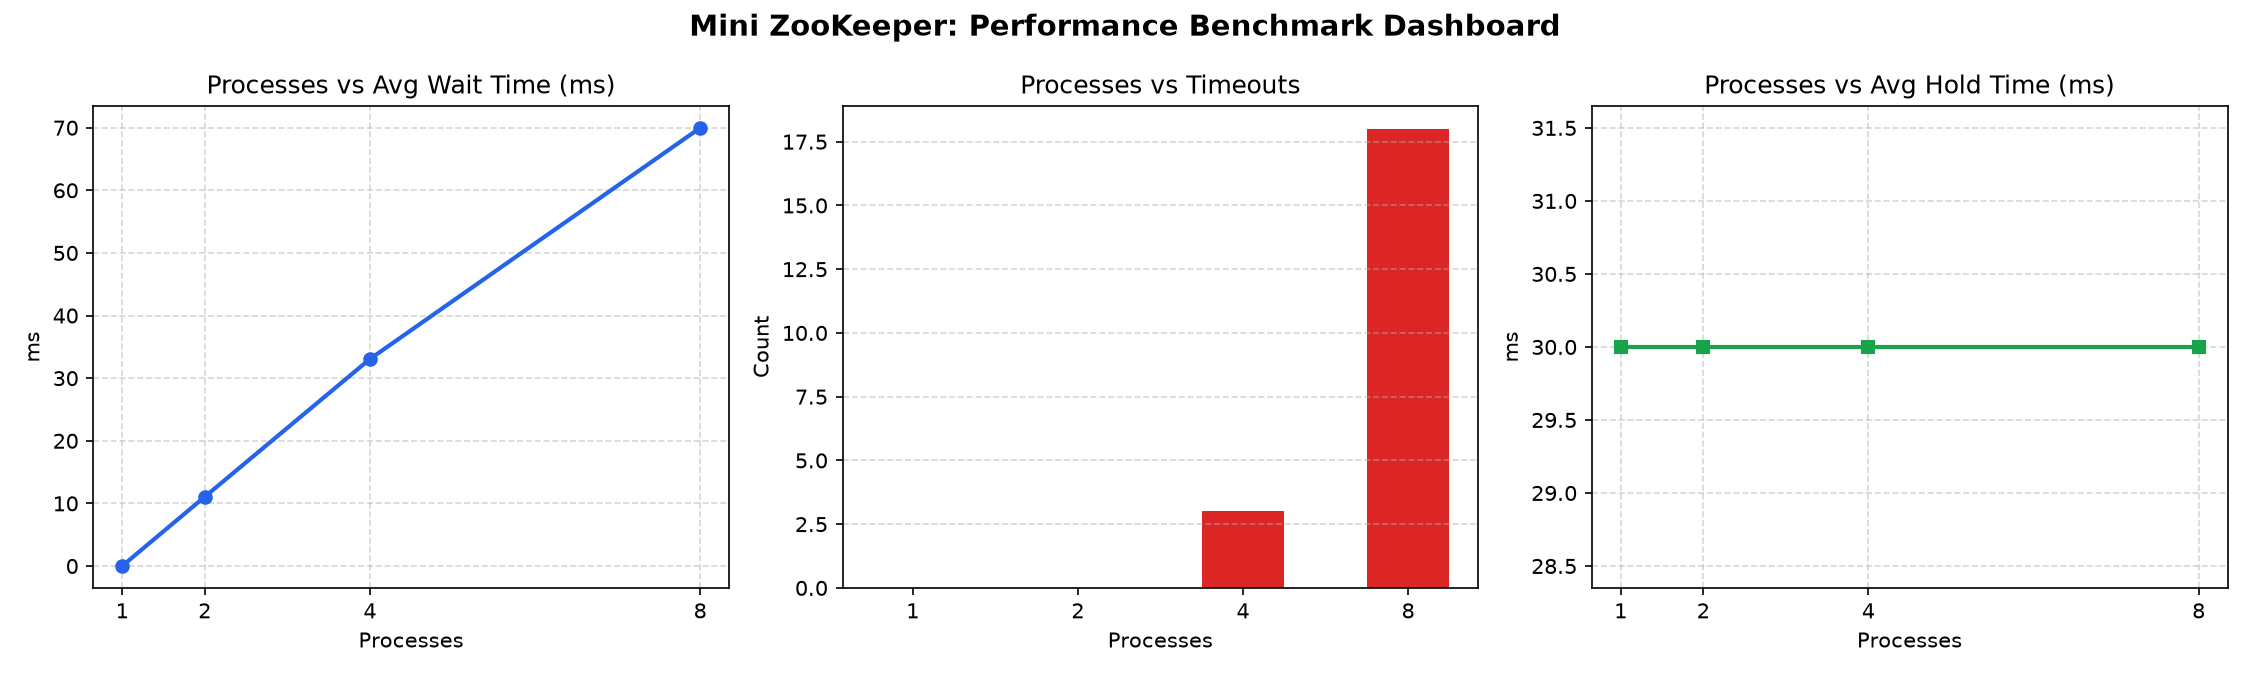 Mini ZooKeeper: Performance Benchmark Dashboard
Processes vs Avg Wait Time (ms)
70
60
50
40
30
20
10
0
ms
1 2 4 8
Processes
Processes vs Timeouts
17.5
15.0
12.5
10.0
7.5
5.0
2.5
0.0
Count
1 2 4 8
Processes
Processes vs Avg Hold Time (ms)
31.5
31.0
30.5
30.0
29.5
29.0
28.5
ms
1 2 4 8
Processes